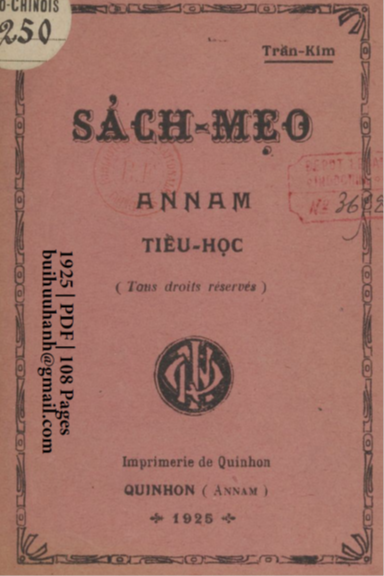 O-CHINOIS
250
Trần-Kim
SÁCH-MẸO
ANNAM
TIỂU-HỌC
( Tous droits réservés )
Imprimerie de Quinhon
QUINHON ( ANNAM )
1925
1925 | PDF | 108 Pages
buihuuhanh@gmail.com